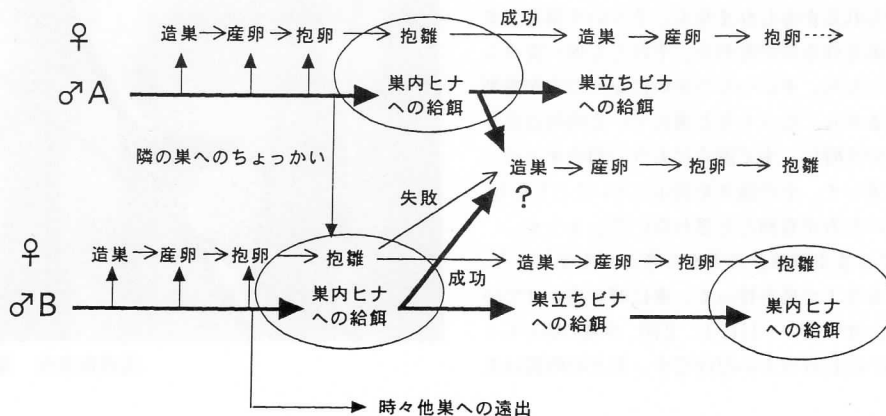 成功
♀ 造巣→産卵→抱卵→抱雛→造巣→産卵→抱卵
♂A 巣内ヒナ
への給餌
巣立ちビナ
への給餌
隣の巣へのちょっかい
造巣→産卵→抱卵→抱雛
失敗
?
♀ 造巣→産卵→抱卵→抱雛→造巣→産卵→抱卵→抱雛
成功
♂B 巣内ヒナ
への給餌
巣立ちビナ
への給餌
巣内ヒナ
への給餌
時々他巣への遠出